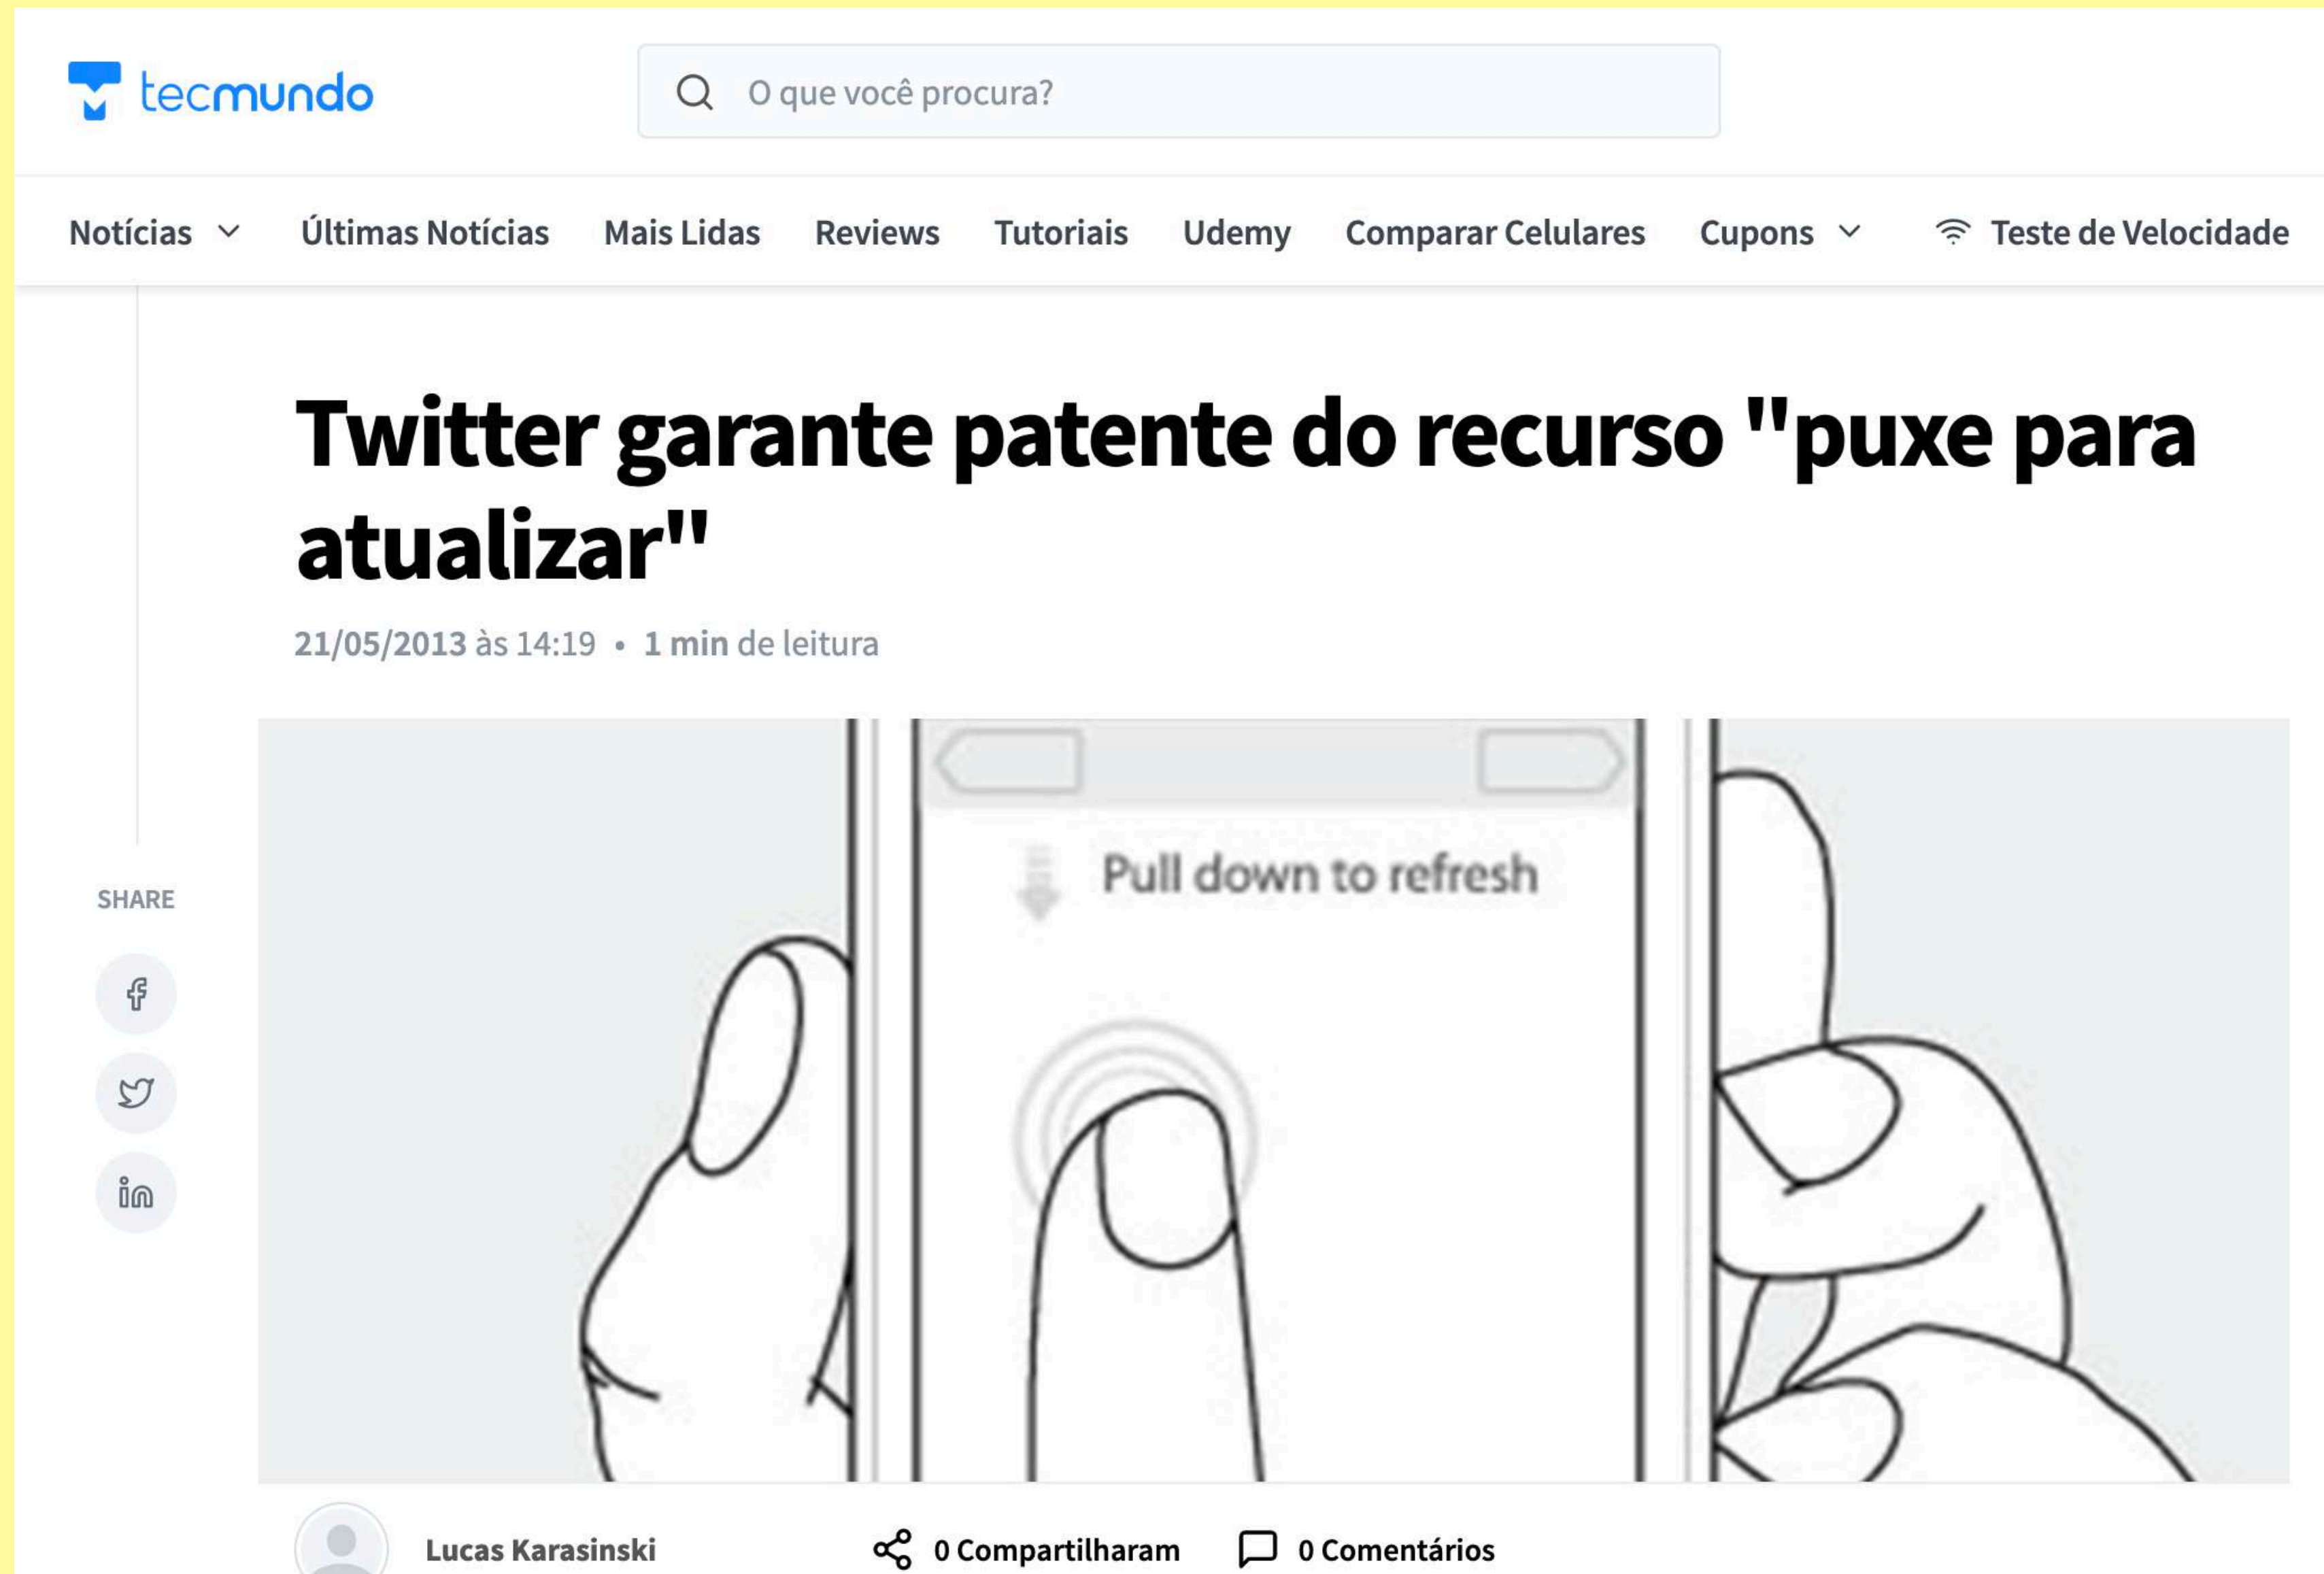 tecmundo
O que você procura?
Notícias Últimas Notícias Mais Lidas Reviews Tutoriais Udemy Comparar Celulares Cupons Teste de Velocidade
Twitter garante patente do recurso "puxe para
atualizar"
21/05/2013 às 14:19 • 1 min de leitura
Pull down to refresh
SHARE
Lucas Karasinski 0 Compartilharam 0 Comentários